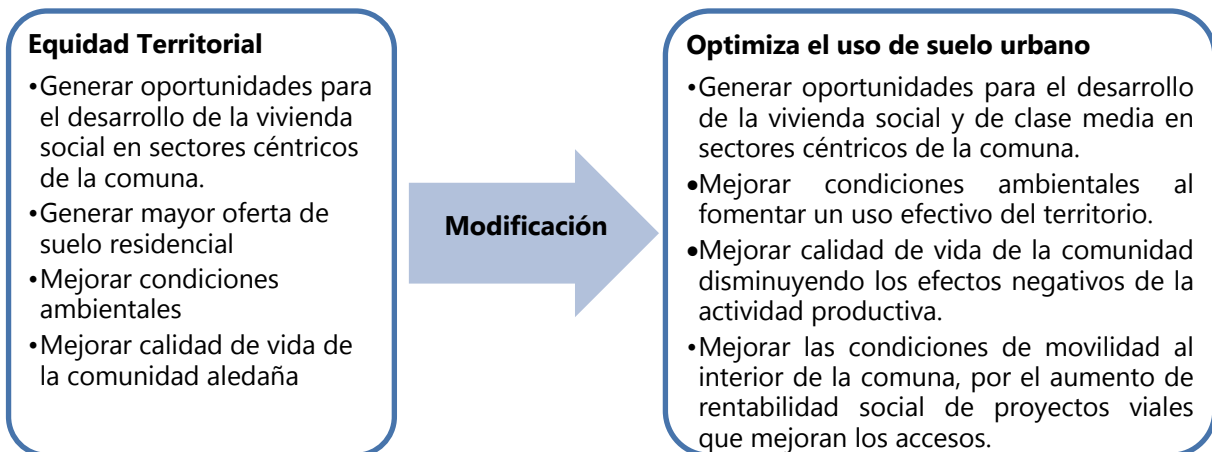 Equidad Territorial
•Generar oportunidades para
el desarrollo de la vivienda
social en sectores céntricos
de la comuna.
•Generar mayor oferta de
suelo residencial
•Mejorar condiciones
ambientales
•Mejorar calidad de vida de
la comunidad aledaña
Modificación
Optimiza el uso de suelo urbano
•Generar oportunidades para el desarrollo
de la vivienda social y de clase media en
sectores céntricos de la comuna.
•Mejorar condiciones ambientales al
fomentar un uso efectivo del territorio.
•Mejorar calidad de vida de la comunidad
disminuyendo los efectos negativos de la
actividad productiva.
•Mejorar las condiciones de movilidad al
interior de la comuna, por el aumento de
rentabilidad social de proyectos viales
que mejoran los accesos.